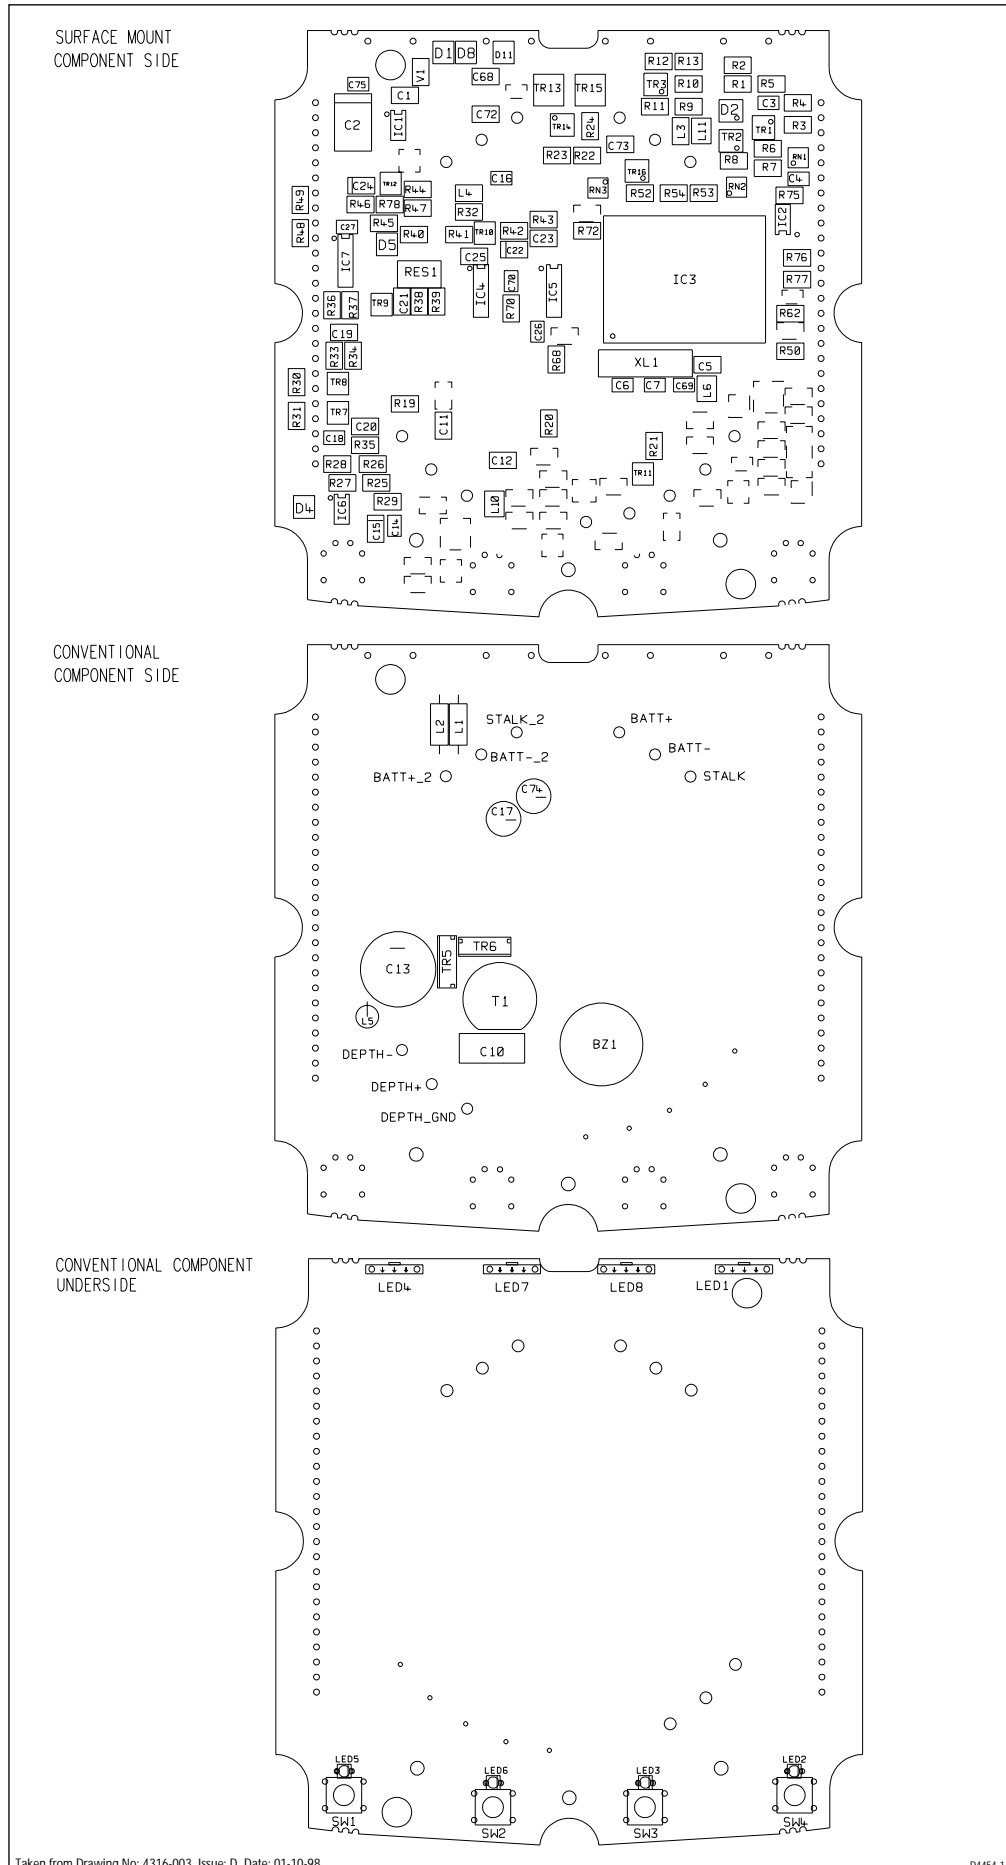 SURFACE MOUNT
COMPONENT SIDE
D1 D8 D11
C75 V1 C68
C1 C2 IC1 C72
TR13 TR15
TR14 R24
R23 R22 C73
R12 R13
TR3 R10
R11 R9
L3 L11
R2
R1 R5
D2 C3 R4
TR2 TR1 R3
R8 R6
R7 RN1
C4
TR16
RN3 R52 R54 R53 RN2 R75
IC2
C16
C24 TR12 R44
R46 R78 R47
R49
R48
C27 R45 R40
D5
IC7
L4
R32
R41 TR10 R42 R43
C22 C23
C25
R72
RES1
IC4 C70 IC5
R70
IC3
R76
R77
R62
R50
R36 R37 TR9 C21 R38 R39
C19
R33 R34
C26
R68
XL1 C5
C6 C7 C69 L6
R30 TR8
R31 TR7
R19
C11
R20
R21
C18 C20
R35
R28 R26
R27 R25
C12
TR11
D4 IC6 R29
C15 C14
L10
CONVENTIONAL
COMPONENT SIDE
L2 L1
STALK_2
BATT-_2
BATT+_2
BATT+
BATT-
STALK
C74
C17
C13
TR5 TR6
T1
L5
C10
BZ1
DEPTH-
DEPTH+
DEPTH_GND
CONVENTIONAL COMPONENT
UNDERSIDE
LED4 LED7 LED8 LED1
LED5 LED6 LED3 LED2
SW1 SW2 SW3 SW4
Taken from Drawing No: 4316-003 Issue: D Date: 01-10-98